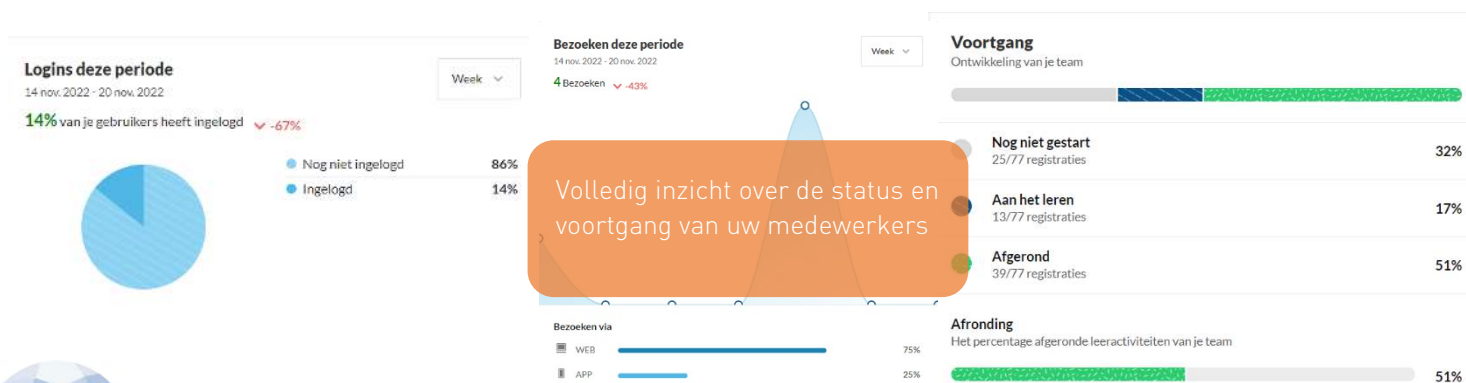 Logins deze periode
14 nov. 2022 - 20 nov. 2022
Week
14% van je gebruikers heeft ingelogd -67%
Nog niet ingelogd 86%
Ingelogd 14%
Bezoeken deze periode
14 nov. 2022 - 20 nov. 2022
Week
4 Bezoeken -43%
Volledig inzicht over de status en
voortgang van uw medewerkers
Bezoeken via
WEB 75%
APP 25%
Voortgang
Ontwikkeling van je team
Nog niet gestart
25/77 registraties
32%
Aan het leren
13/77 registraties
17%
Afgerond
39/77 registraties
51%
Afronding
Het percentage afgeronde leeractiviteiten van je team
51%